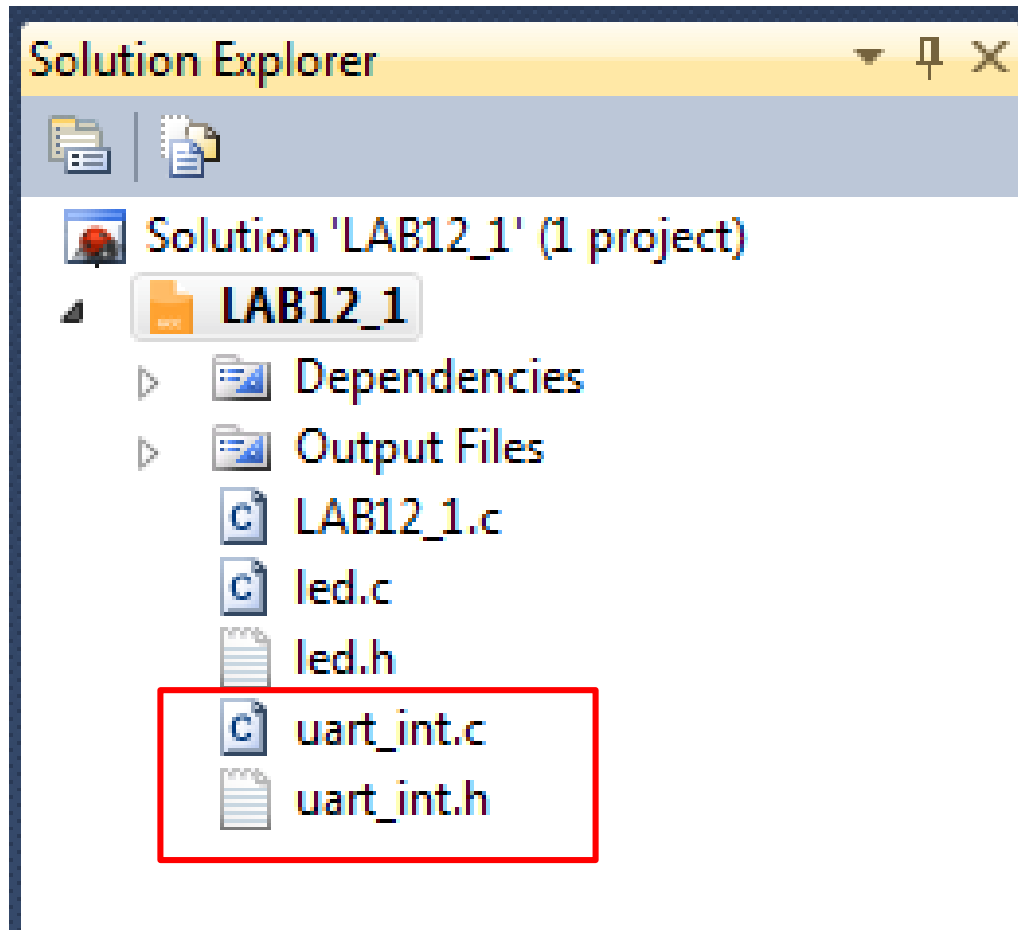 Solution Explorer
Solution 'LAB12_1' (1 project)
LAB12_1
Dependencies
Output Files
LAB12_1.c
led.c
led.h
uart_int.c
uart_int.h